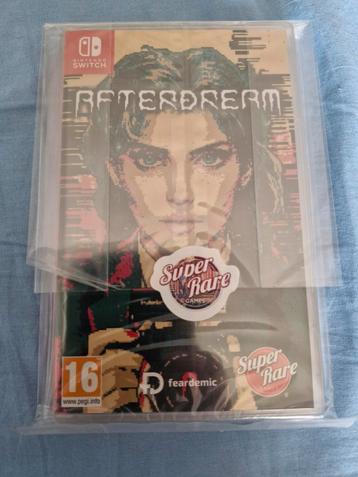 NINTENDO
SWITCH
AFTERDREAM
Super
Rare
GAMES
16
www.pegi.info
feardemic
Super
Rare